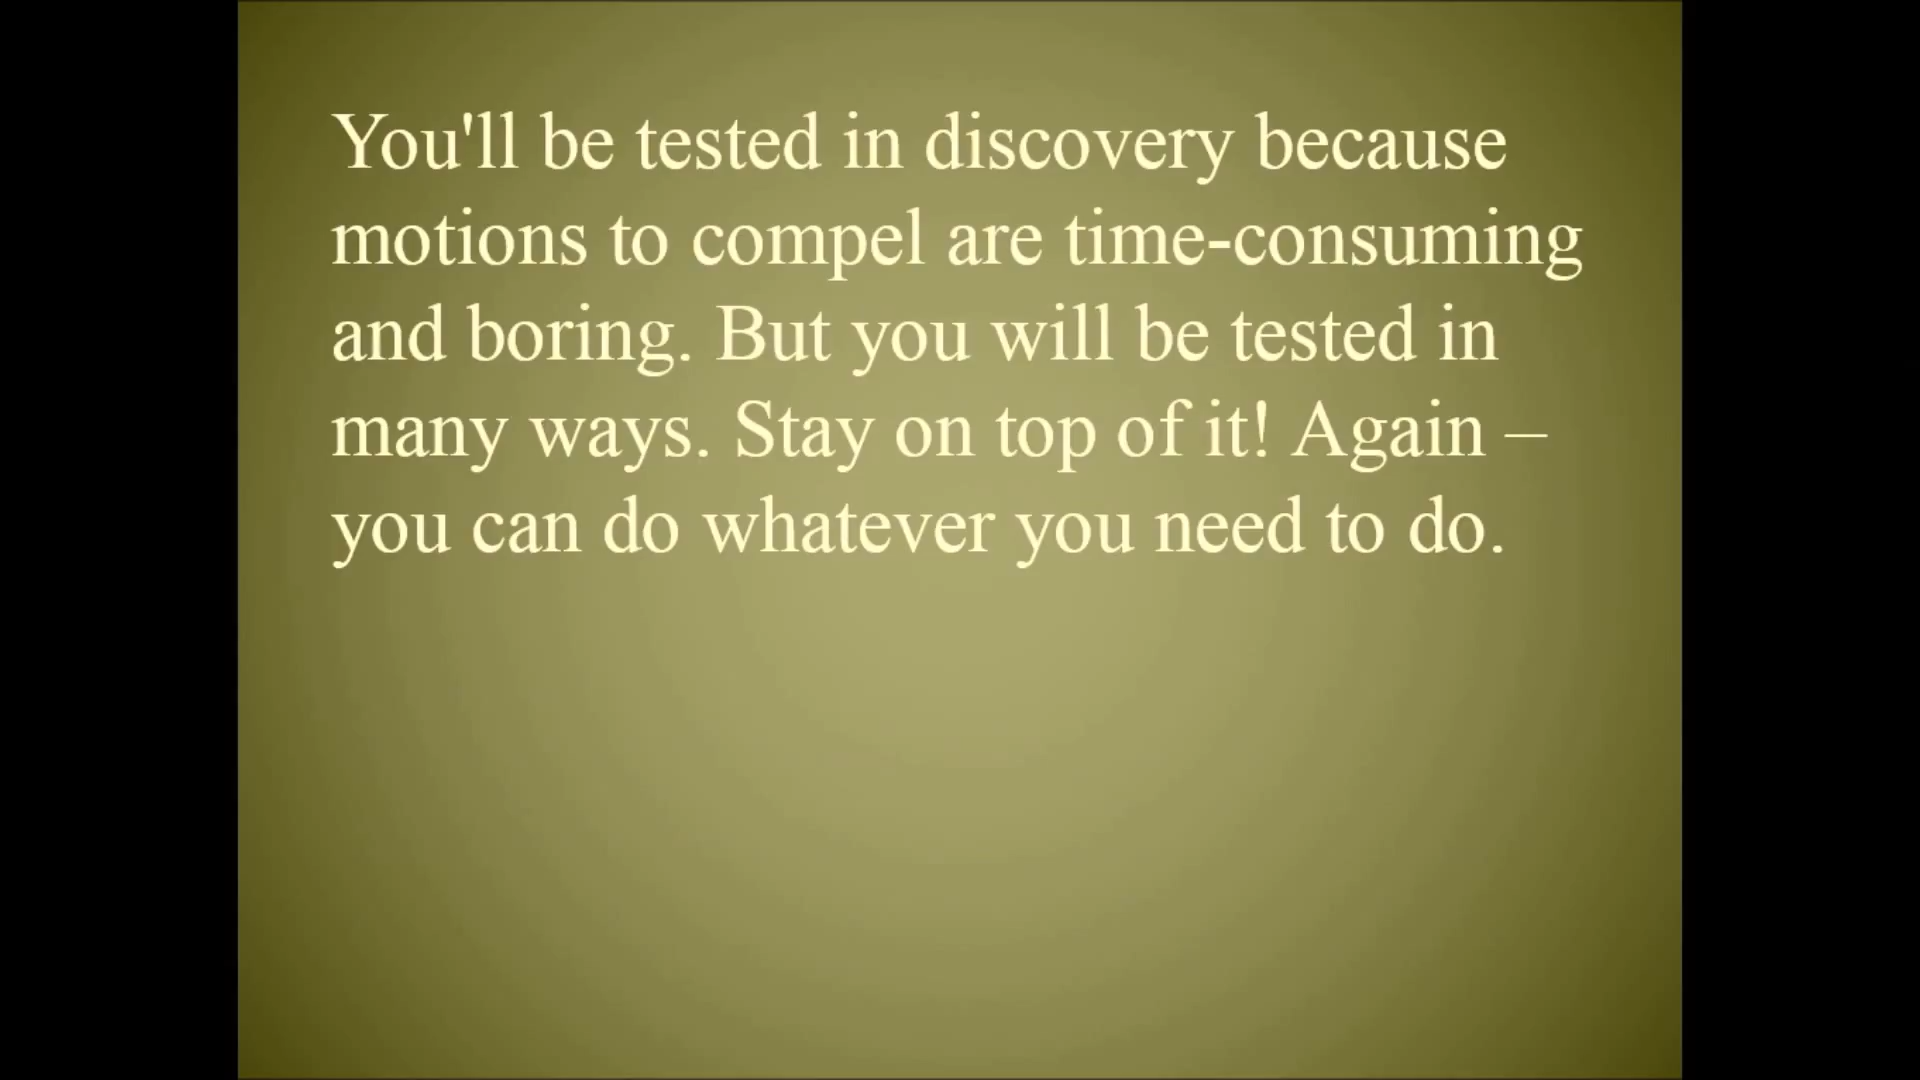 You'll be tested in discovery because
motions to compel are time-consuming
and boring. But you will be tested in
many ways. Stay on top of it! Again –
you can do whatever you need to do.